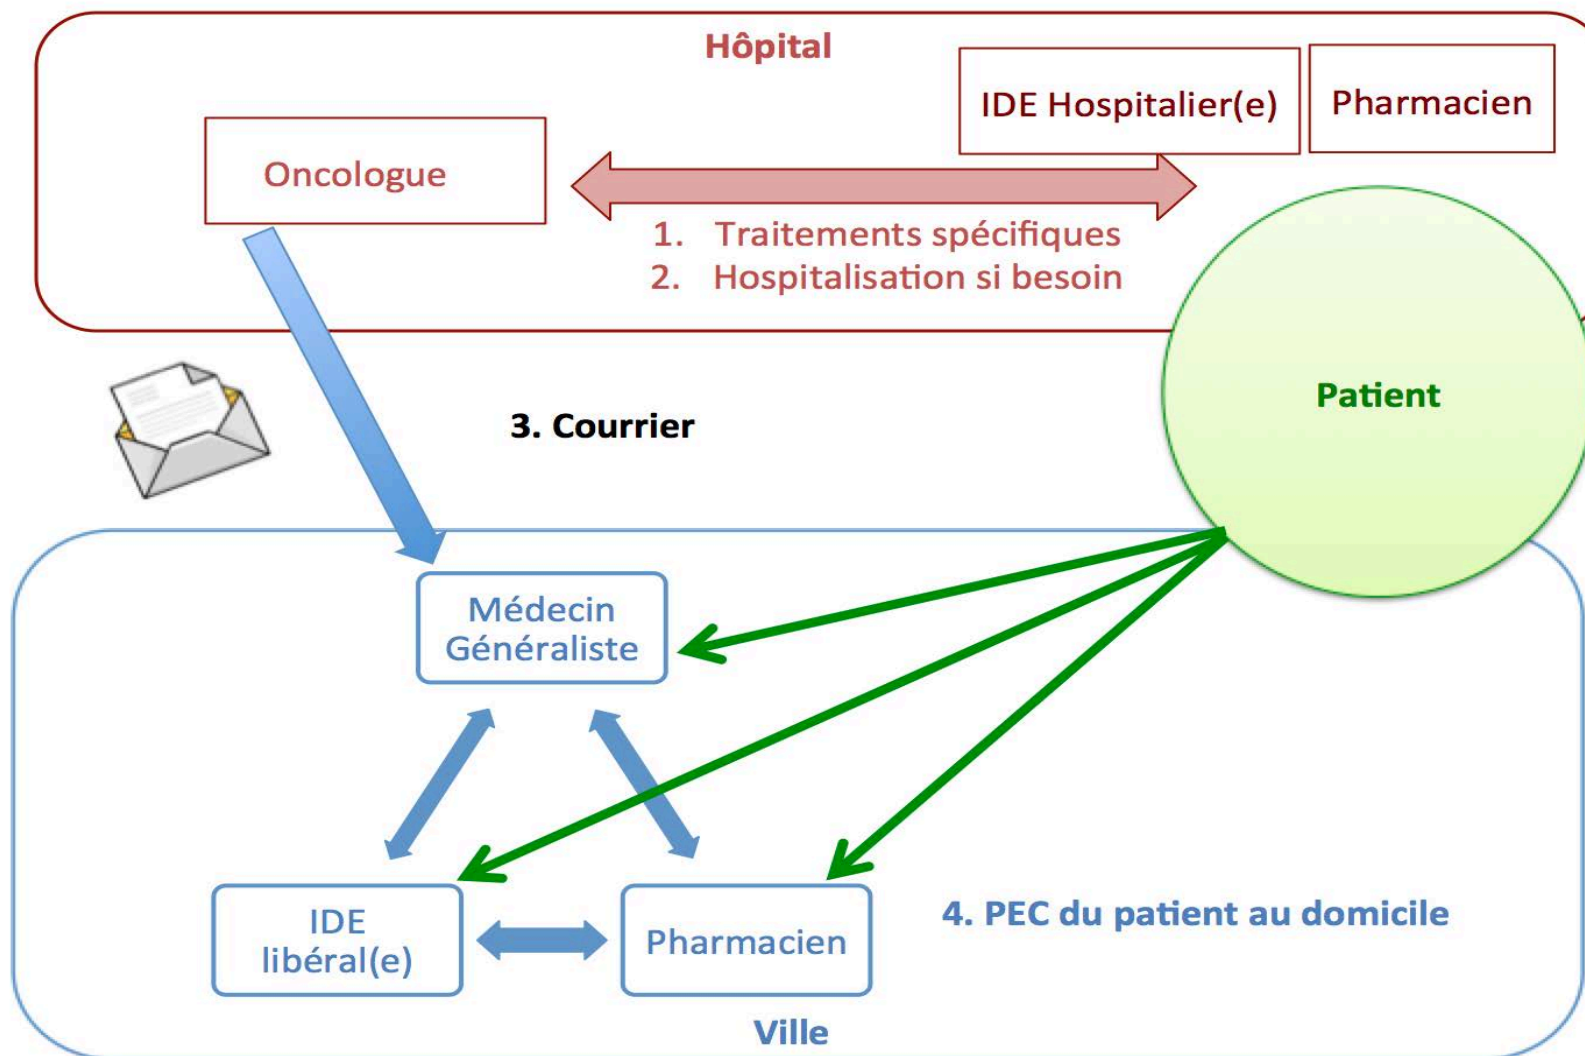 Hôpital
IDE Hospitalier(e)
Pharmacien
Oncologue
1. Traitements spécifiques
2. Hospitalisation si besoin
Patient
3. Courrier
Médecin
Généraliste
IDE
libéral(e)
Pharmacien
4. PEC du patient au domicile
Ville